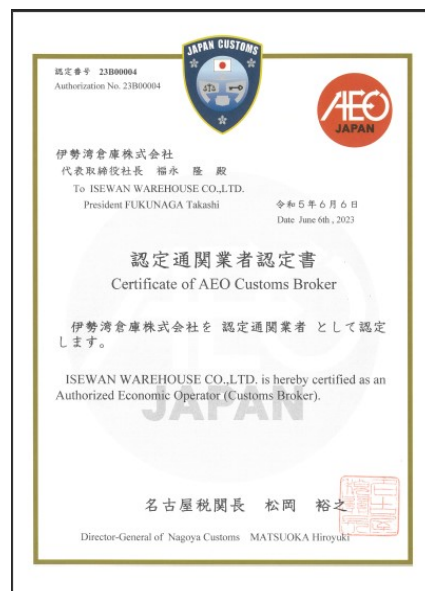 JAPAN CUSTOMS
認定番号 23B00004
Authorization No. 23B00004
AEO
JAPAN
伊勢湾倉庫株式会社
代表取締役社長 福永 隆 殿
To ISEWAN WAREHOUSE CO.,LTD.
President FUKUNAGA Takashi
令和5年6月6日
Date June 6th , 2023
認定通関業者認定書
Certificate of AEO Customs Broker
伊勢湾倉庫株式会社を 認定通関業者 として認定
します。
ISEWAN WAREHOUSE CO.,LTD. is hereby certified as an
Authorized Economic Operator (Customs Broker).
JAPAN
名古屋税関長 松岡 裕之
Director-General of Nagoya Customs MATSUOKA Hiroyuki